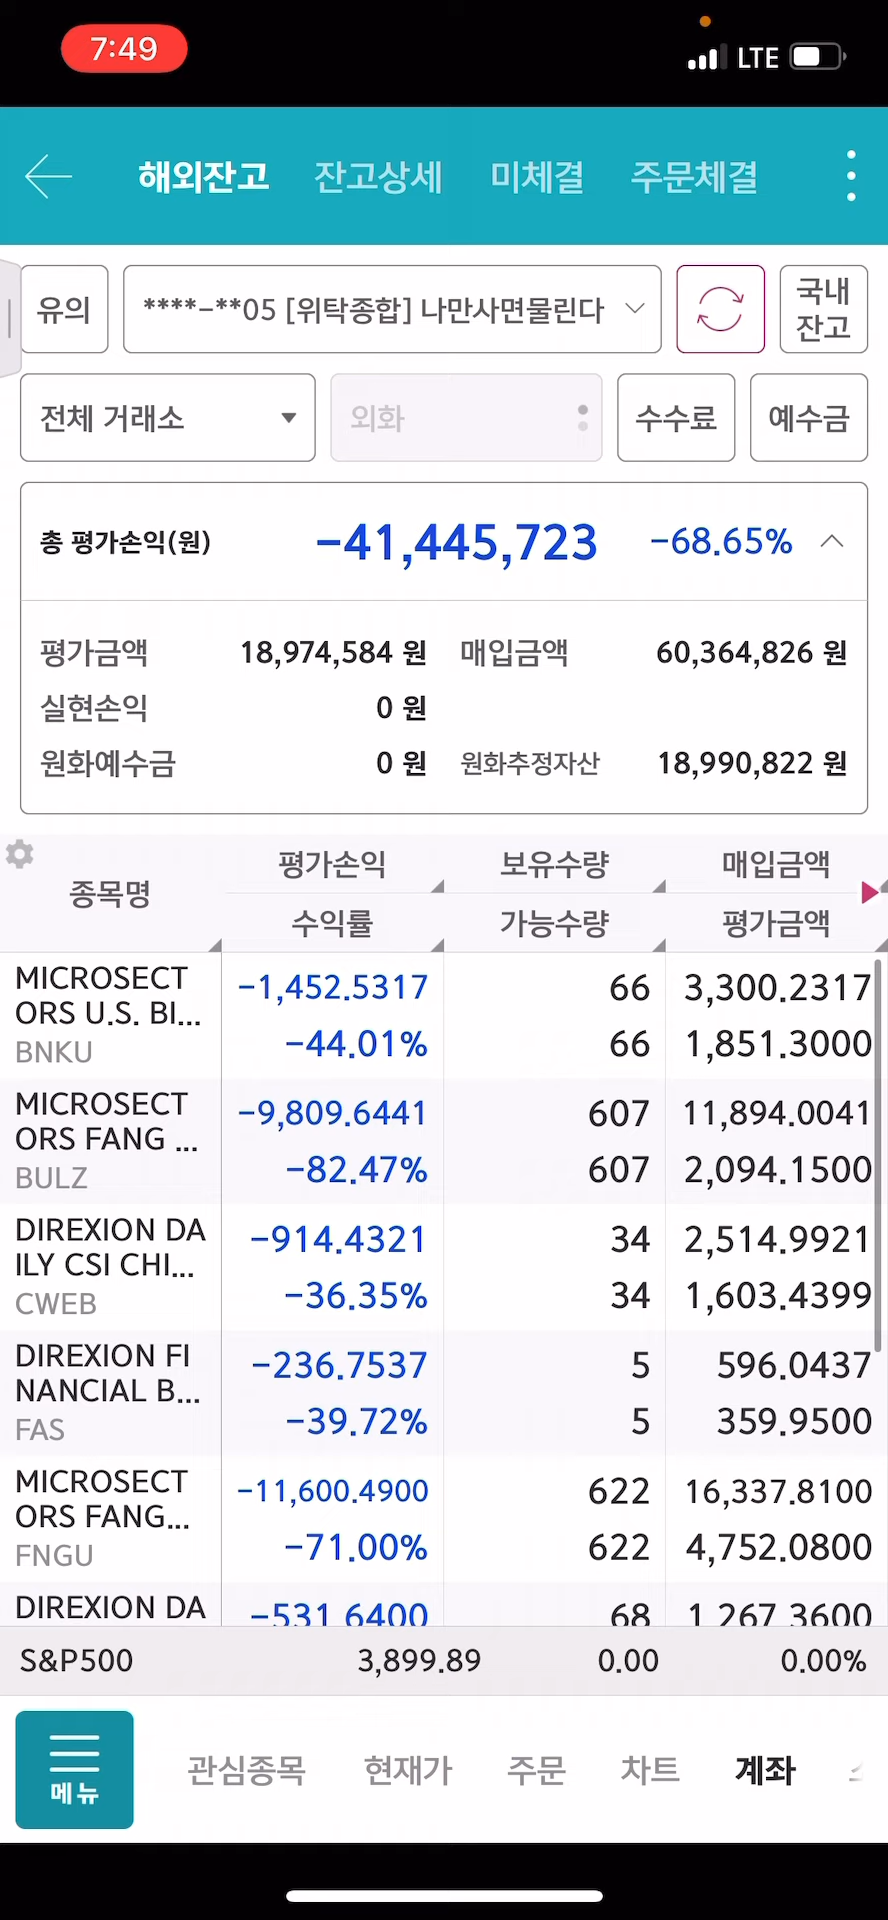 7:49
LTE
해외잔고 잔고상세 미체결 주문체결
유의 ****-**05 [위탁종합] 나만사면물린다 국내
잔고
전체 거래소 외화 수수료 예수금
총 평가손익(원) -41,445,723 -68.65%
평가금액 18,974,584 원 매입금액 60,364,826 원
실현손익 0 원
원화예수금 0 원 원화추정자산 18,990,822 원
종목명 평가손익 보유수량 매입금액
수익률 가능수량 평가금액
MICROSECT
ORS U.S. BI...
BNKU
-1,452.5317 66 3,300.2317
-44.01% 66 1,851.3000
MICROSECT
ORS FANG ...
BULZ
-9,809.6441 607 11,894.0041
-82.47% 607 2,094.1500
DIREXION DA
ILY CSI CHI...
CWEB
-914.4321 34 2,514.9921
-36.35% 34 1,603.4399
DIREXION FI
NANCIAL B...
FAS
-236.7537 5 596.0437
-39.72% 5 359.9500
MICROSECT
ORS FANG...
FNGU
-11,600.4900 622 16,337.8100
-71.00% 622 4,752.0800
DIREXION DA
-531.6400 68 1,267.3600
S&P500 3,899.89 0.00 0.00%
메뉴 관심종목 현재가 주문 차트 계좌